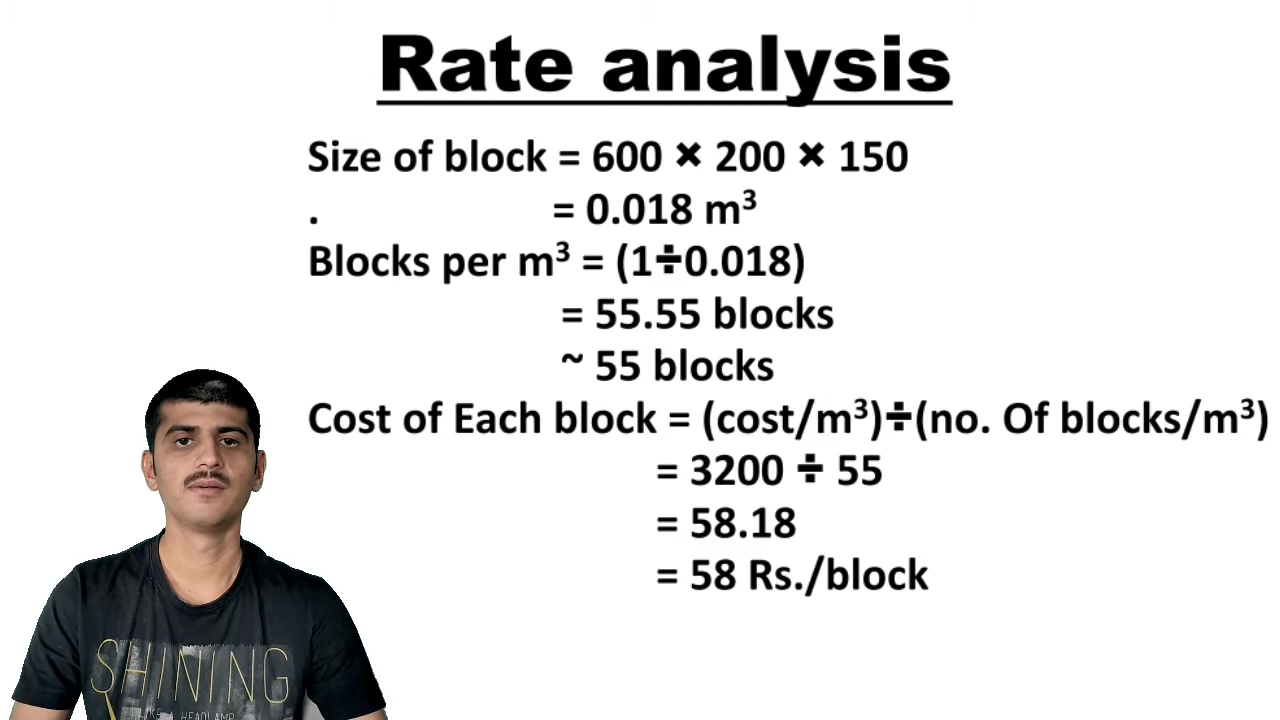 Rate analysis
Size of block = 600 × 200 × 150
. = 0.018 m³
Blocks per m³ = (1÷0.018)
= 55.55 blocks
~ 55 blocks
Cost of Each block = (cost/m³)÷(no. Of blocks/m³)
= 3200 ÷ 55
= 58.18
= 58 Rs./block
SHINING
LIKE A HEADLAMP